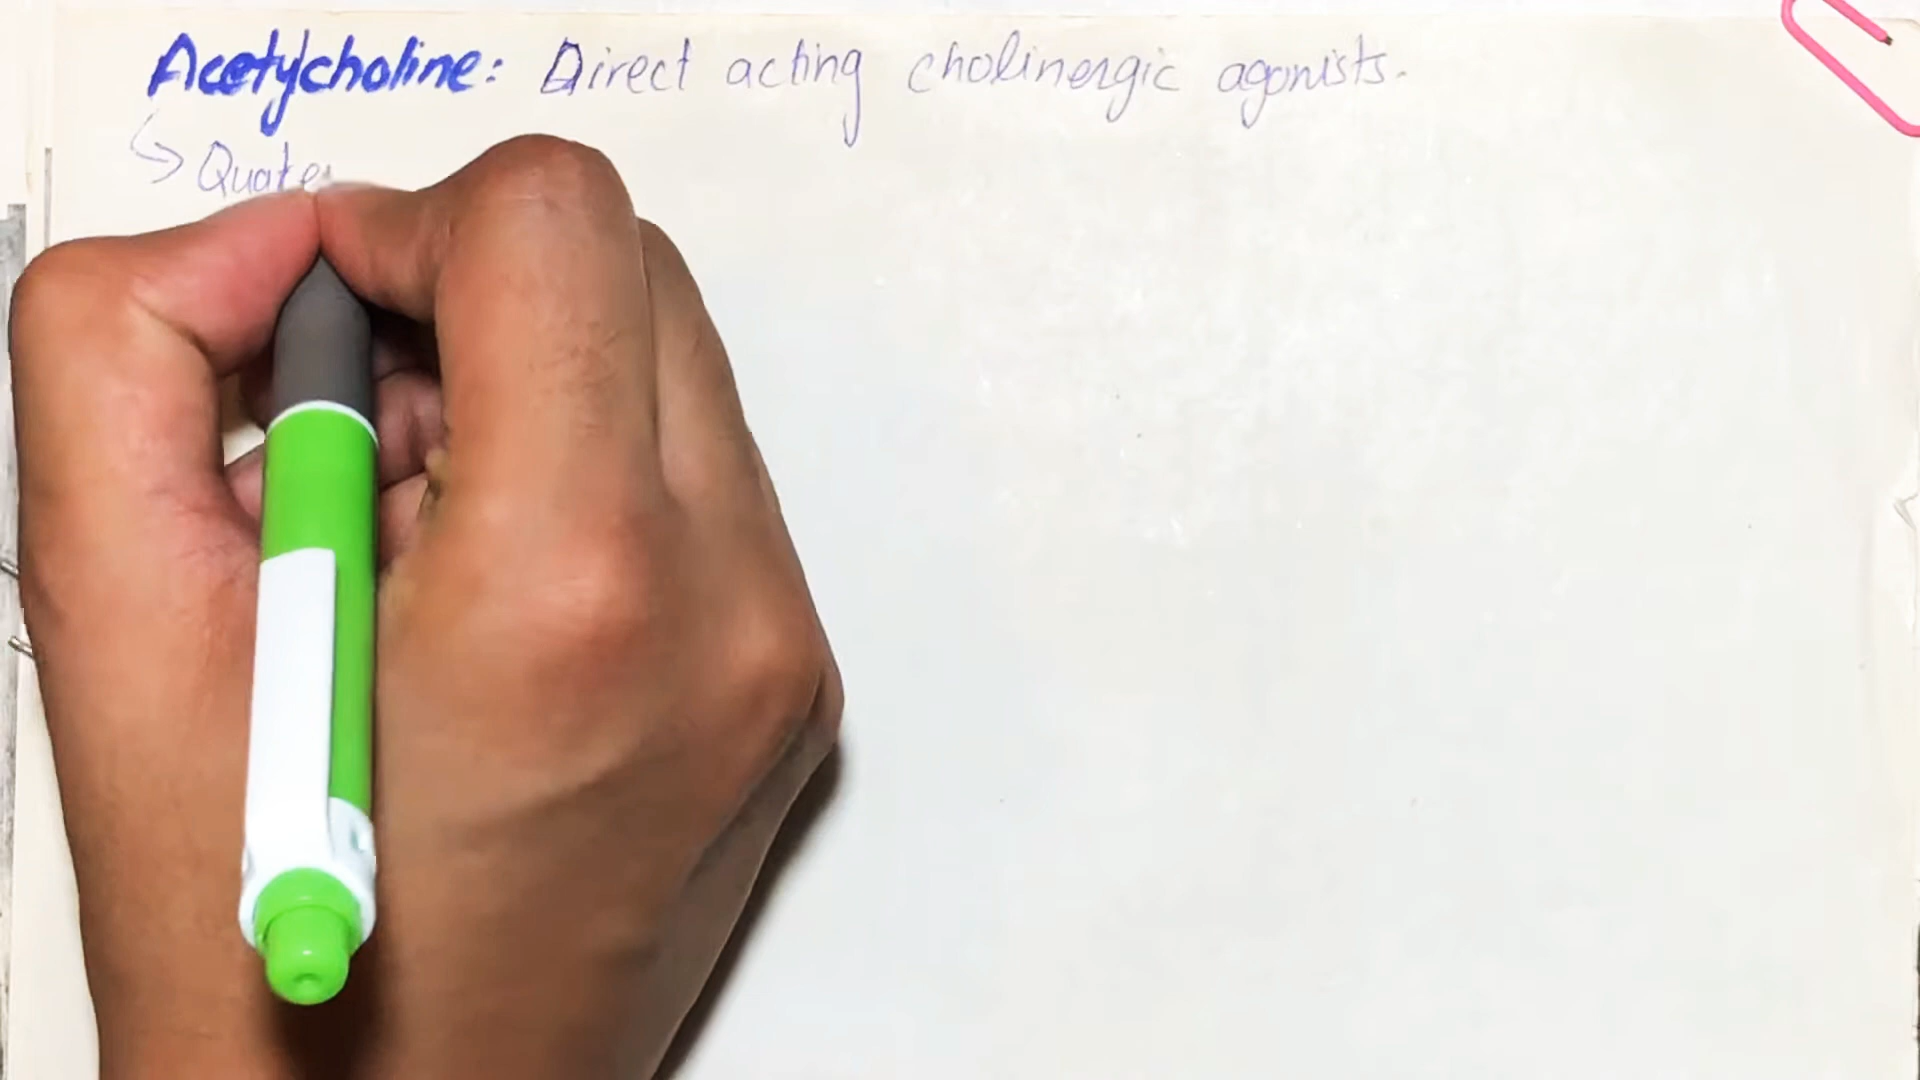 Acetylcholine: Direct acting cholinergic agonists.
↳ Quate